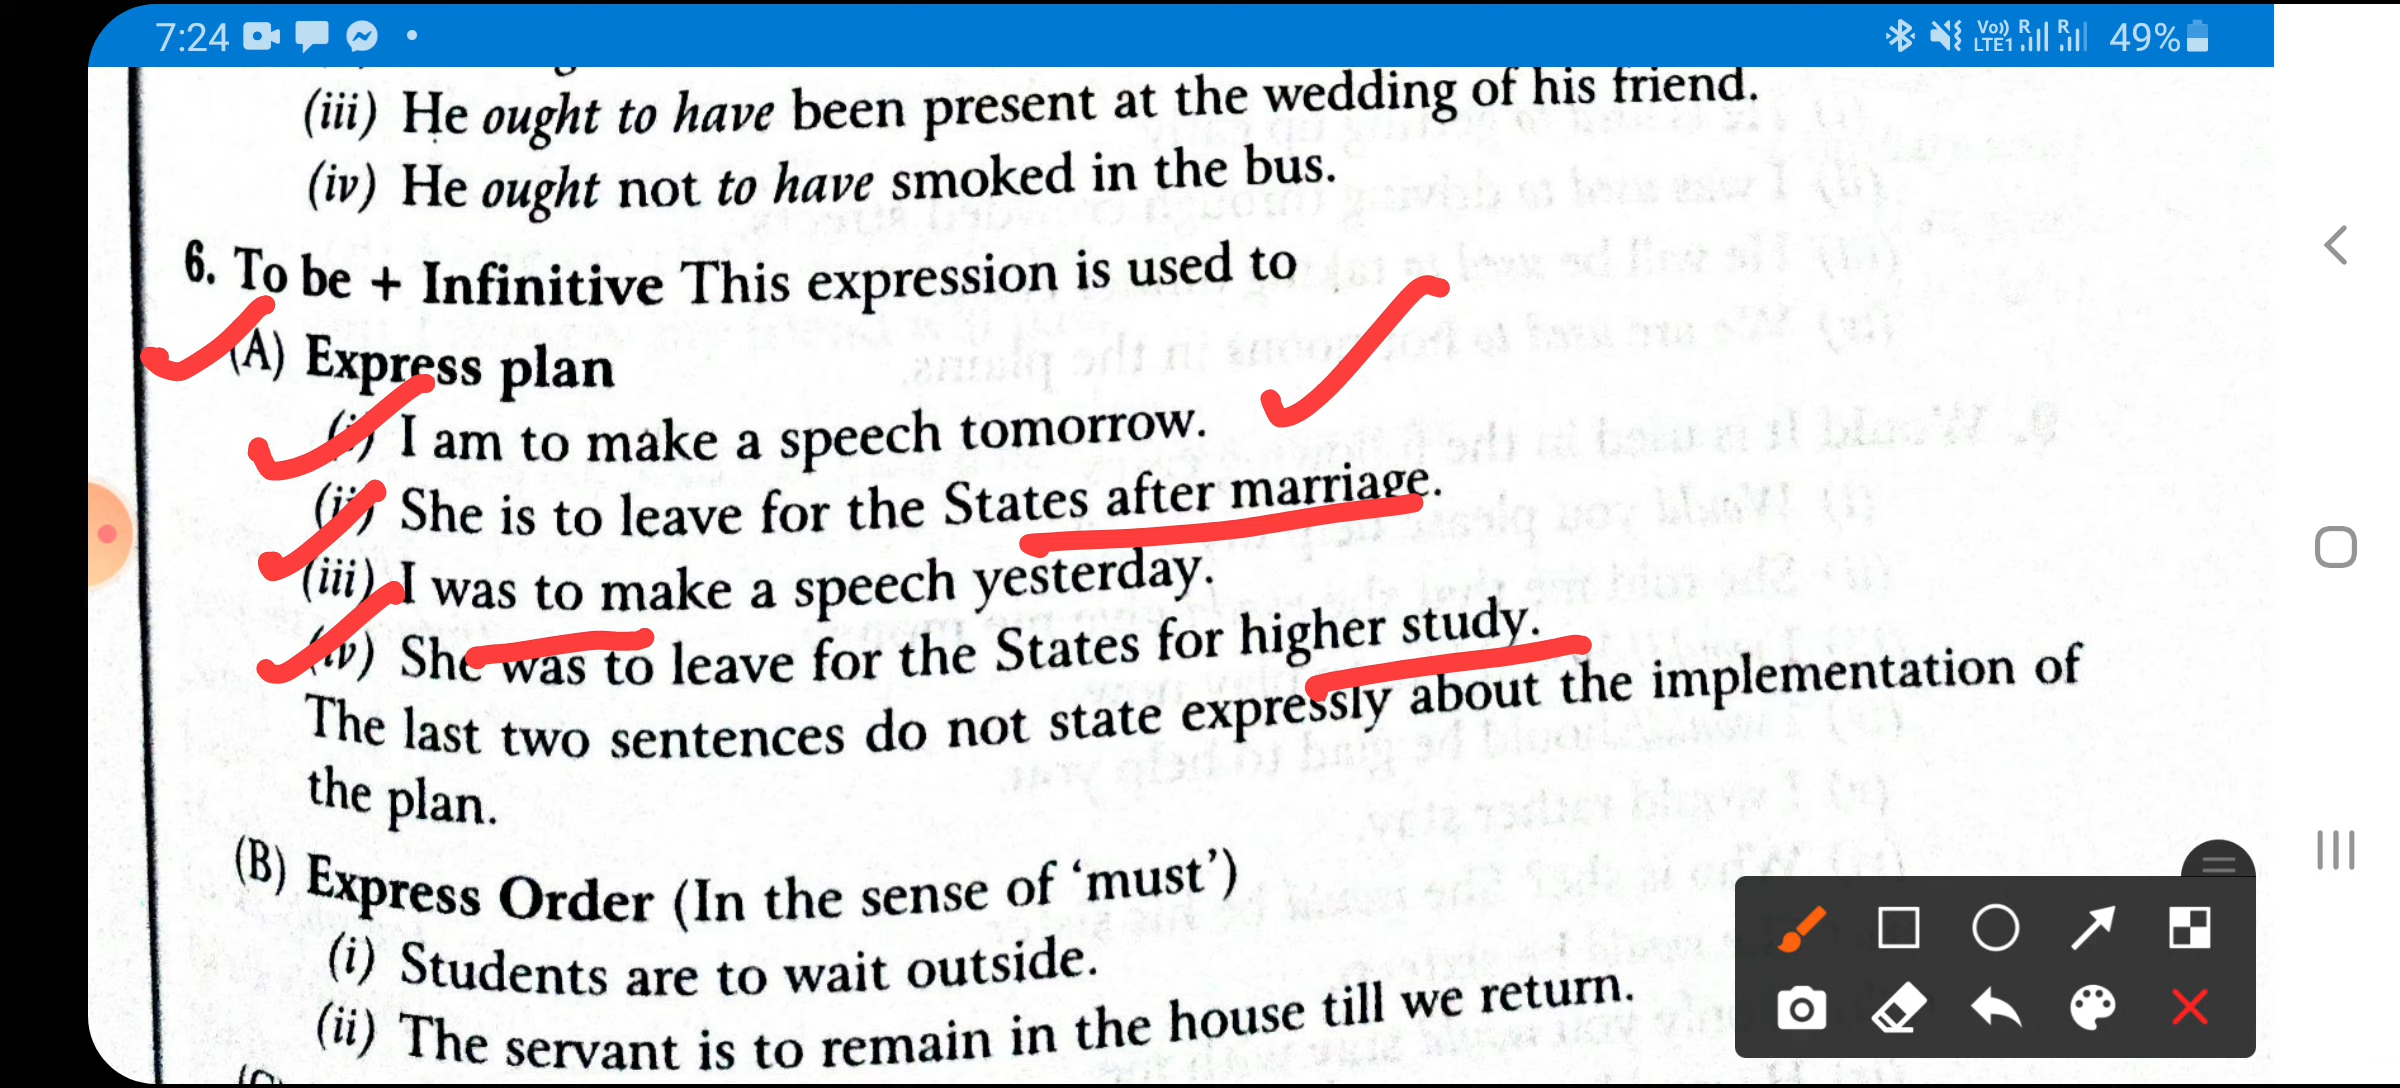 7:24 Vo)) R R LTE1 49%
(iii) He ought to have been present at the wedding of his friend.
(iv) He ought not to have smoked in the bus.
6. To be + Infinitive This expression is used to
(A) Express plan
(i) I am to make a speech tomorrow.
(ii) She is to leave for the States after marriage.
(iii) I was to make a speech yesterday.
(iv) She was to leave for the States for higher study.
The last two sentences do not state expressly about the implementation of
the plan.
(B) Express Order (In the sense of ‘must’)
(i) Students are to wait outside.
(ii) The servant is to remain in the house till we return.